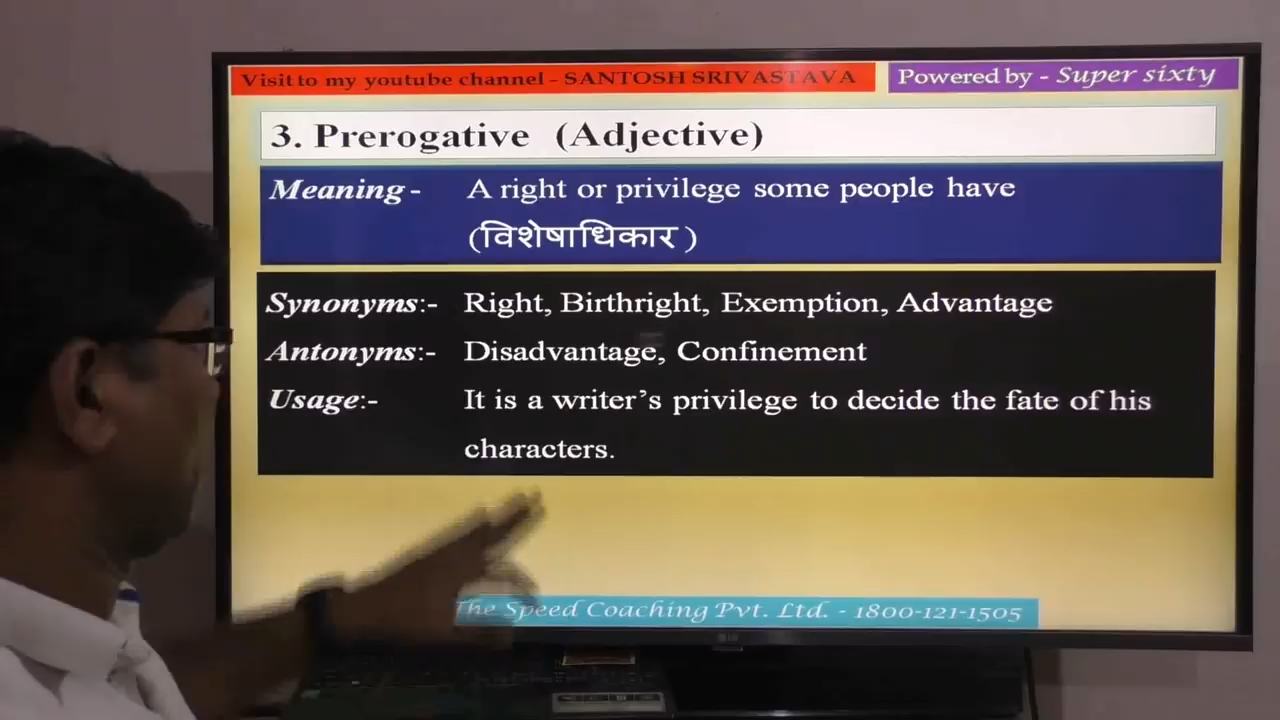 Visit to my youtube channel - SANTOSH SRIVASTAVA Powered by - Super sixty
3. Prerogative (Adjective)
Meaning - A right or privilege some people have
(विशेषाधिकार )
Synonyms:- Right, Birthright, Exemption, Advantage
Antonyms:- Disadvantage, Confinement
Usage:- It is a writer's privilege to decide the fate of his
characters.
The Speed Coaching Pvt. Ltd. - 1800-121-1505
LG